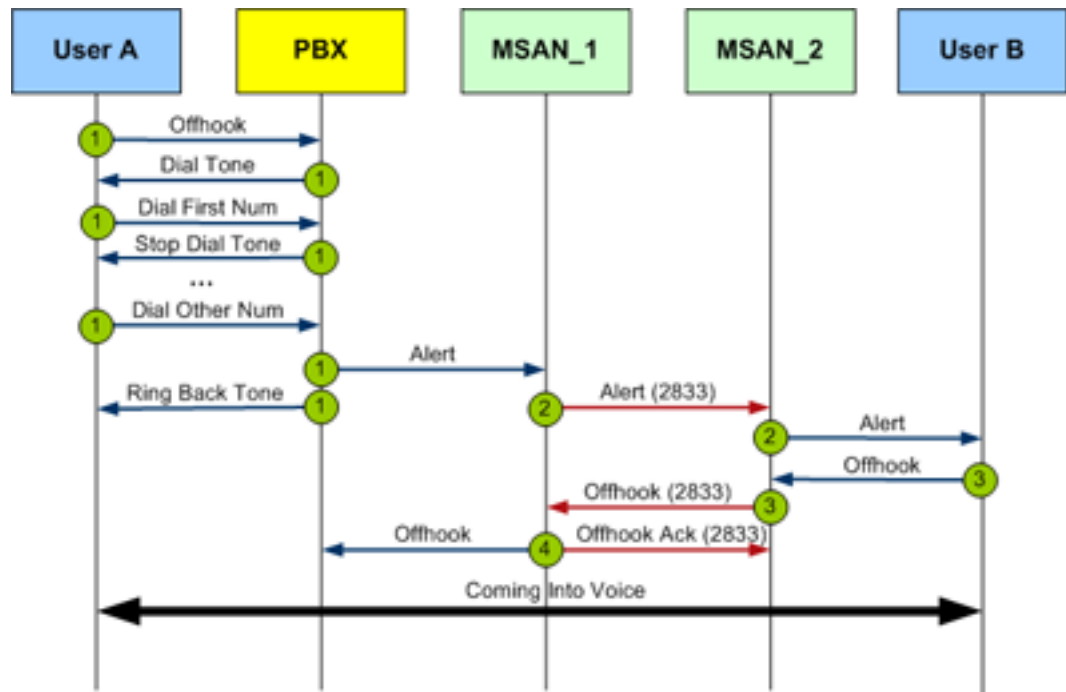 User A
PBX
MSAN_1
MSAN_2
User B
1
Offhook
Dial Tone
1
1
Dial First Num
Stop Dial Tone
1
...
1
Dial Other Num
1
Alert
Ring Back Tone
1
2
Alert (2833)
2
Alert
Offhook
3
Offhook (2833)
3
Offhook
4
Offhook Ack (2833)
Coming Into Voice